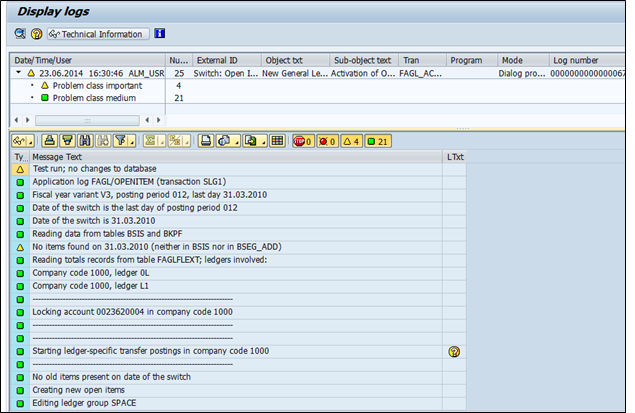 Display logs
Technical Information
Date/Time/User Nu... External ID Object txt Sub-object text Tran Program Mode Log number
23.06.2014 16:30:46 ALM_USR 25 Switch: Open I... New General Le... Activation of O... FAGL_AC... Dialog pro... 000000000000067
Problem class important 4
Problem class medium 21
0 0 4 21
Ty... Message Text LTxt
Test run; no changes to database
Application log FAGL/OPENITEM (transaction SLG1)
Fiscal year variant V3, posting period 012, last day 31.03.2010
Date of the switch is the last day of posting period 012
Date of the switch is 31.03.2010
Reading data from tables BSIS and BKPF
No items found on 31.03.2010 (neither in BSIS nor in BSEG_ADD)
Reading totals records from table FAGLFLEXT; ledgers involved:
Company code 1000, ledger 0L
Company code 1000, ledger L1
------------------------------------------------------------
Locking account 0023620004 in company code 1000
------------------------------------------------------------
------------------------------------------------------------
Starting ledger-specific transfer postings in company code 1000
------------------------------------------------------------
No old items present on date of the switch
Creating new open items
Editing ledger group SPACE